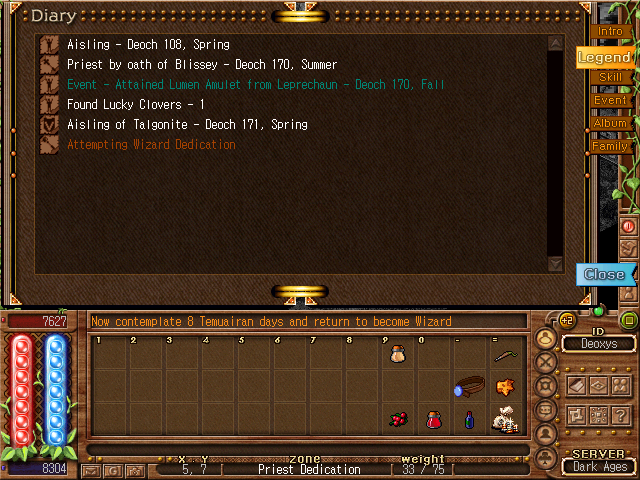 Diary
Intro
Legend
Skill
Event
Album
Family
Aisling - Deoch 108, Spring
Priest by oath of Blissey - Deoch 170, Summer
Event - Attained Lumen Amulet from Leprechaun - Deoch 170, Fall
Found Lucky Clovers - 1
Aisling of Talgonite - Deoch 171, Spring
Attempting Wizard Dedication
Close
7627
Now contemplate 8 Temuairan days and return to become Wizard
+2
ID
Deoxys
1 2 3 4 5 6 7 8 9 0 - =
8304
x y zone weight
5, 7 [ Priest Dedication [ 33 / 75 [
G
?
SERVER
Dark Ages